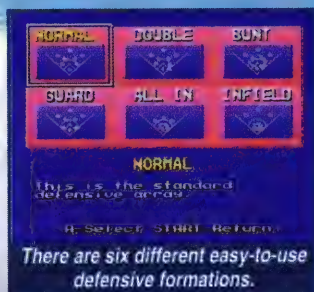 NORMAL DOUBLE BUNT
GUARD ALL IN INFIELD
NORMAL
This is the standard
defensive array.
A:Select START:Return
There are six different easy-to-use
defensive formations.